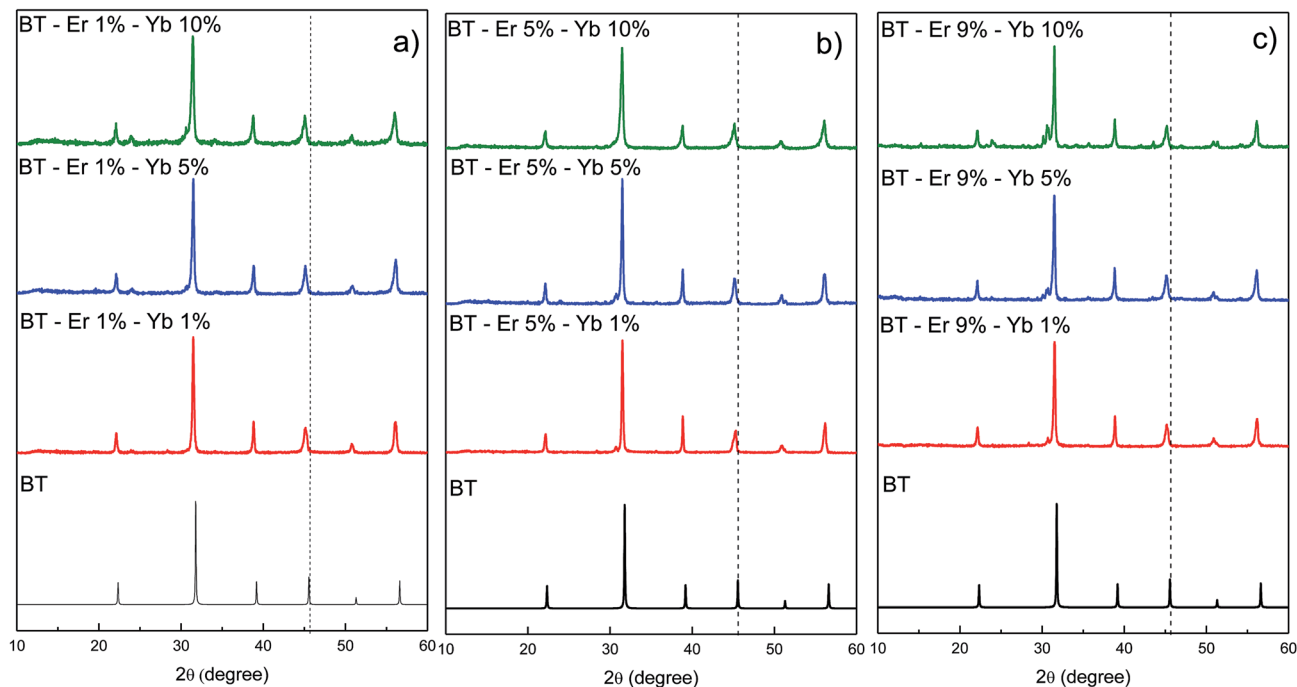 BT - Er 1% - Yb 10%
a)
BT - Er 1% - Yb 5%
BT - Er 1% - Yb 1%
BT
10 20 30 40 50 60
2θ (degree)
BT - Er 5% - Yb 10%
b)
BT - Er 5% - Yb 5%
BT - Er 5% - Yb 1%
BT
10 20 30 40 50 60
2θ (degree)
BT - Er 9% - Yb 10%
c)
BT - Er 9% - Yb 5%
BT - Er 9% - Yb 1%
BT
10 20 30 40 50 60
2θ (degree)